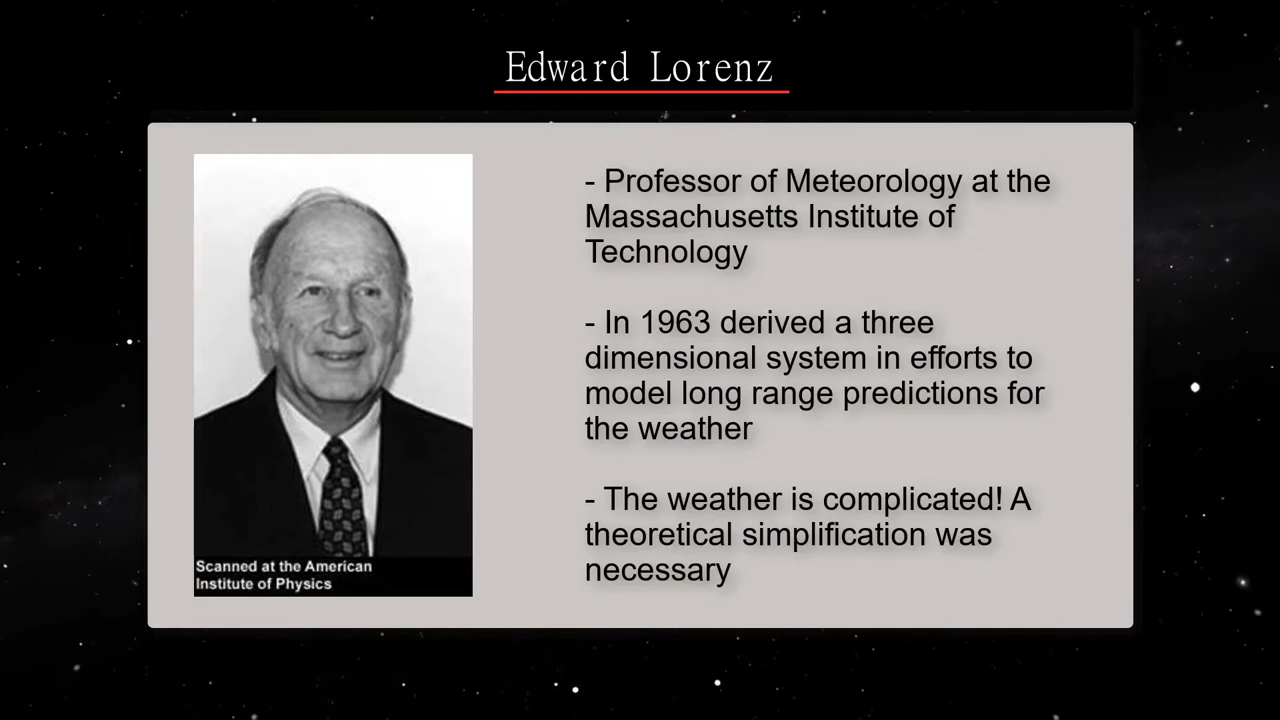 Edward Lorenz
- Professor of Meteorology at the
Massachusetts Institute of
Technology
- In 1963 derived a three
dimensional system in efforts to
model long range predictions for
the weather
- The weather is complicated! A
theoretical simplification was
necessary
Scanned at the American
Institute of Physics